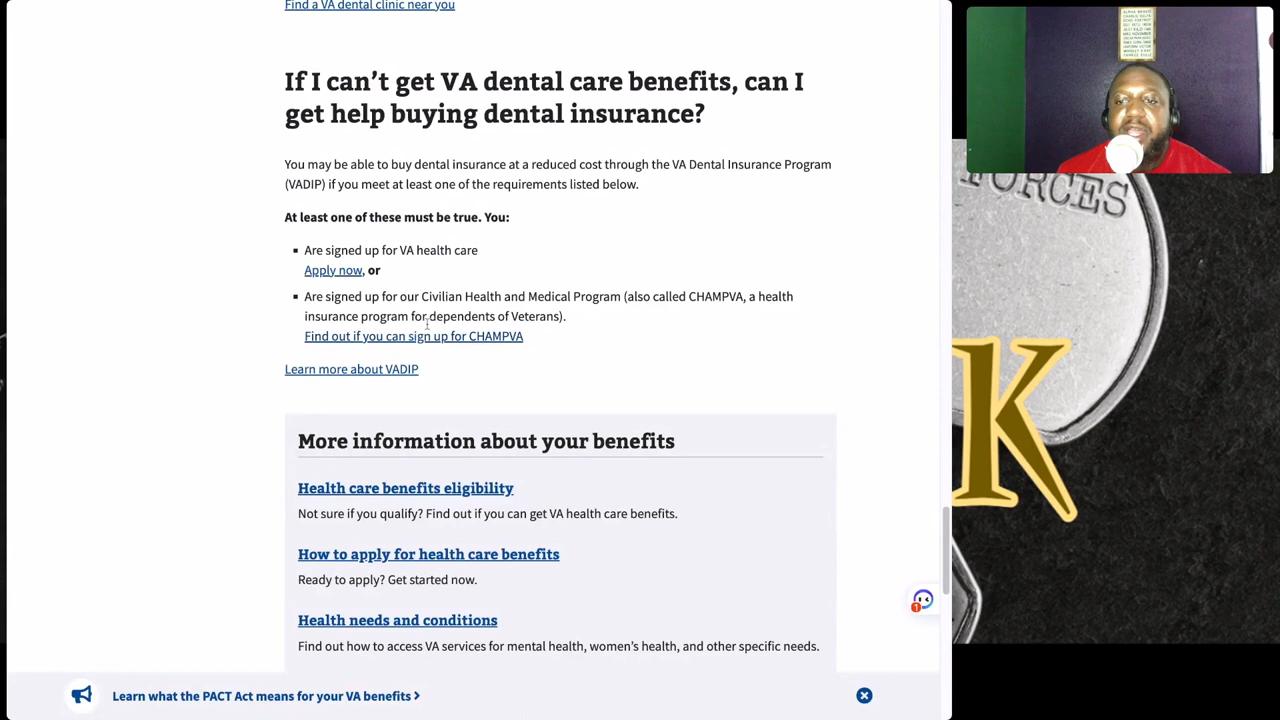 Find a VA dental clinic near you
If I can’t get VA dental care benefits, can I
get help buying dental insurance?
You may be able to buy dental insurance at a reduced cost through the VA Dental Insurance Program
(VADIP) if you meet at least one of the requirements listed below.
At least one of these must be true. You:
Are signed up for VA health care
Apply now, or
Are signed up for our Civilian Health and Medical Program (also called CHAMPVA, a health
insurance program for dependents of Veterans).
Find out if you can sign up for CHAMPVA
Learn more about VADIP
More information about your benefits
Health care benefits eligibility
Not sure if you qualify? Find out if you can get VA health care benefits.
How to apply for health care benefits
Ready to apply? Get started now.
Health needs and conditions
Find out how to access VA services for mental health, women’s health, and other specific needs.
1
Learn what the PACT Act means for your VA benefits
FORCES
K